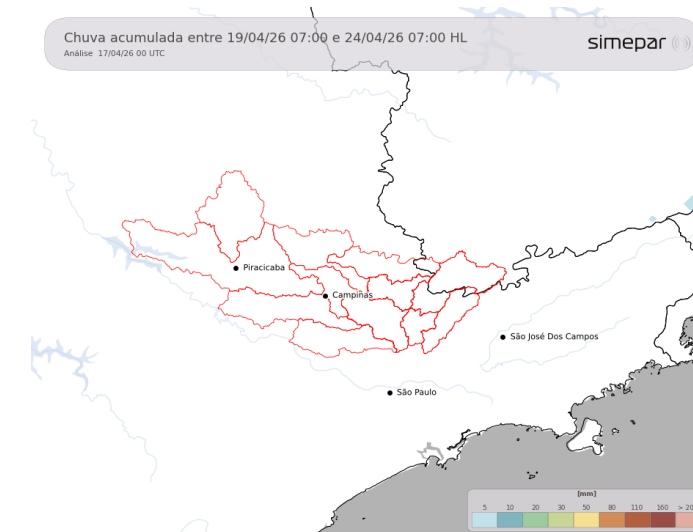 Chuva acumulada entre 19/04/26 07:00 e 24/04/26 07:00 HL
simepar
Análise 17/04/26 00 UTC
Piracicaba
Campinas
São José Dos Campos
São Paulo
[mm]
5 10 20 30 50 80 110 160 > 20